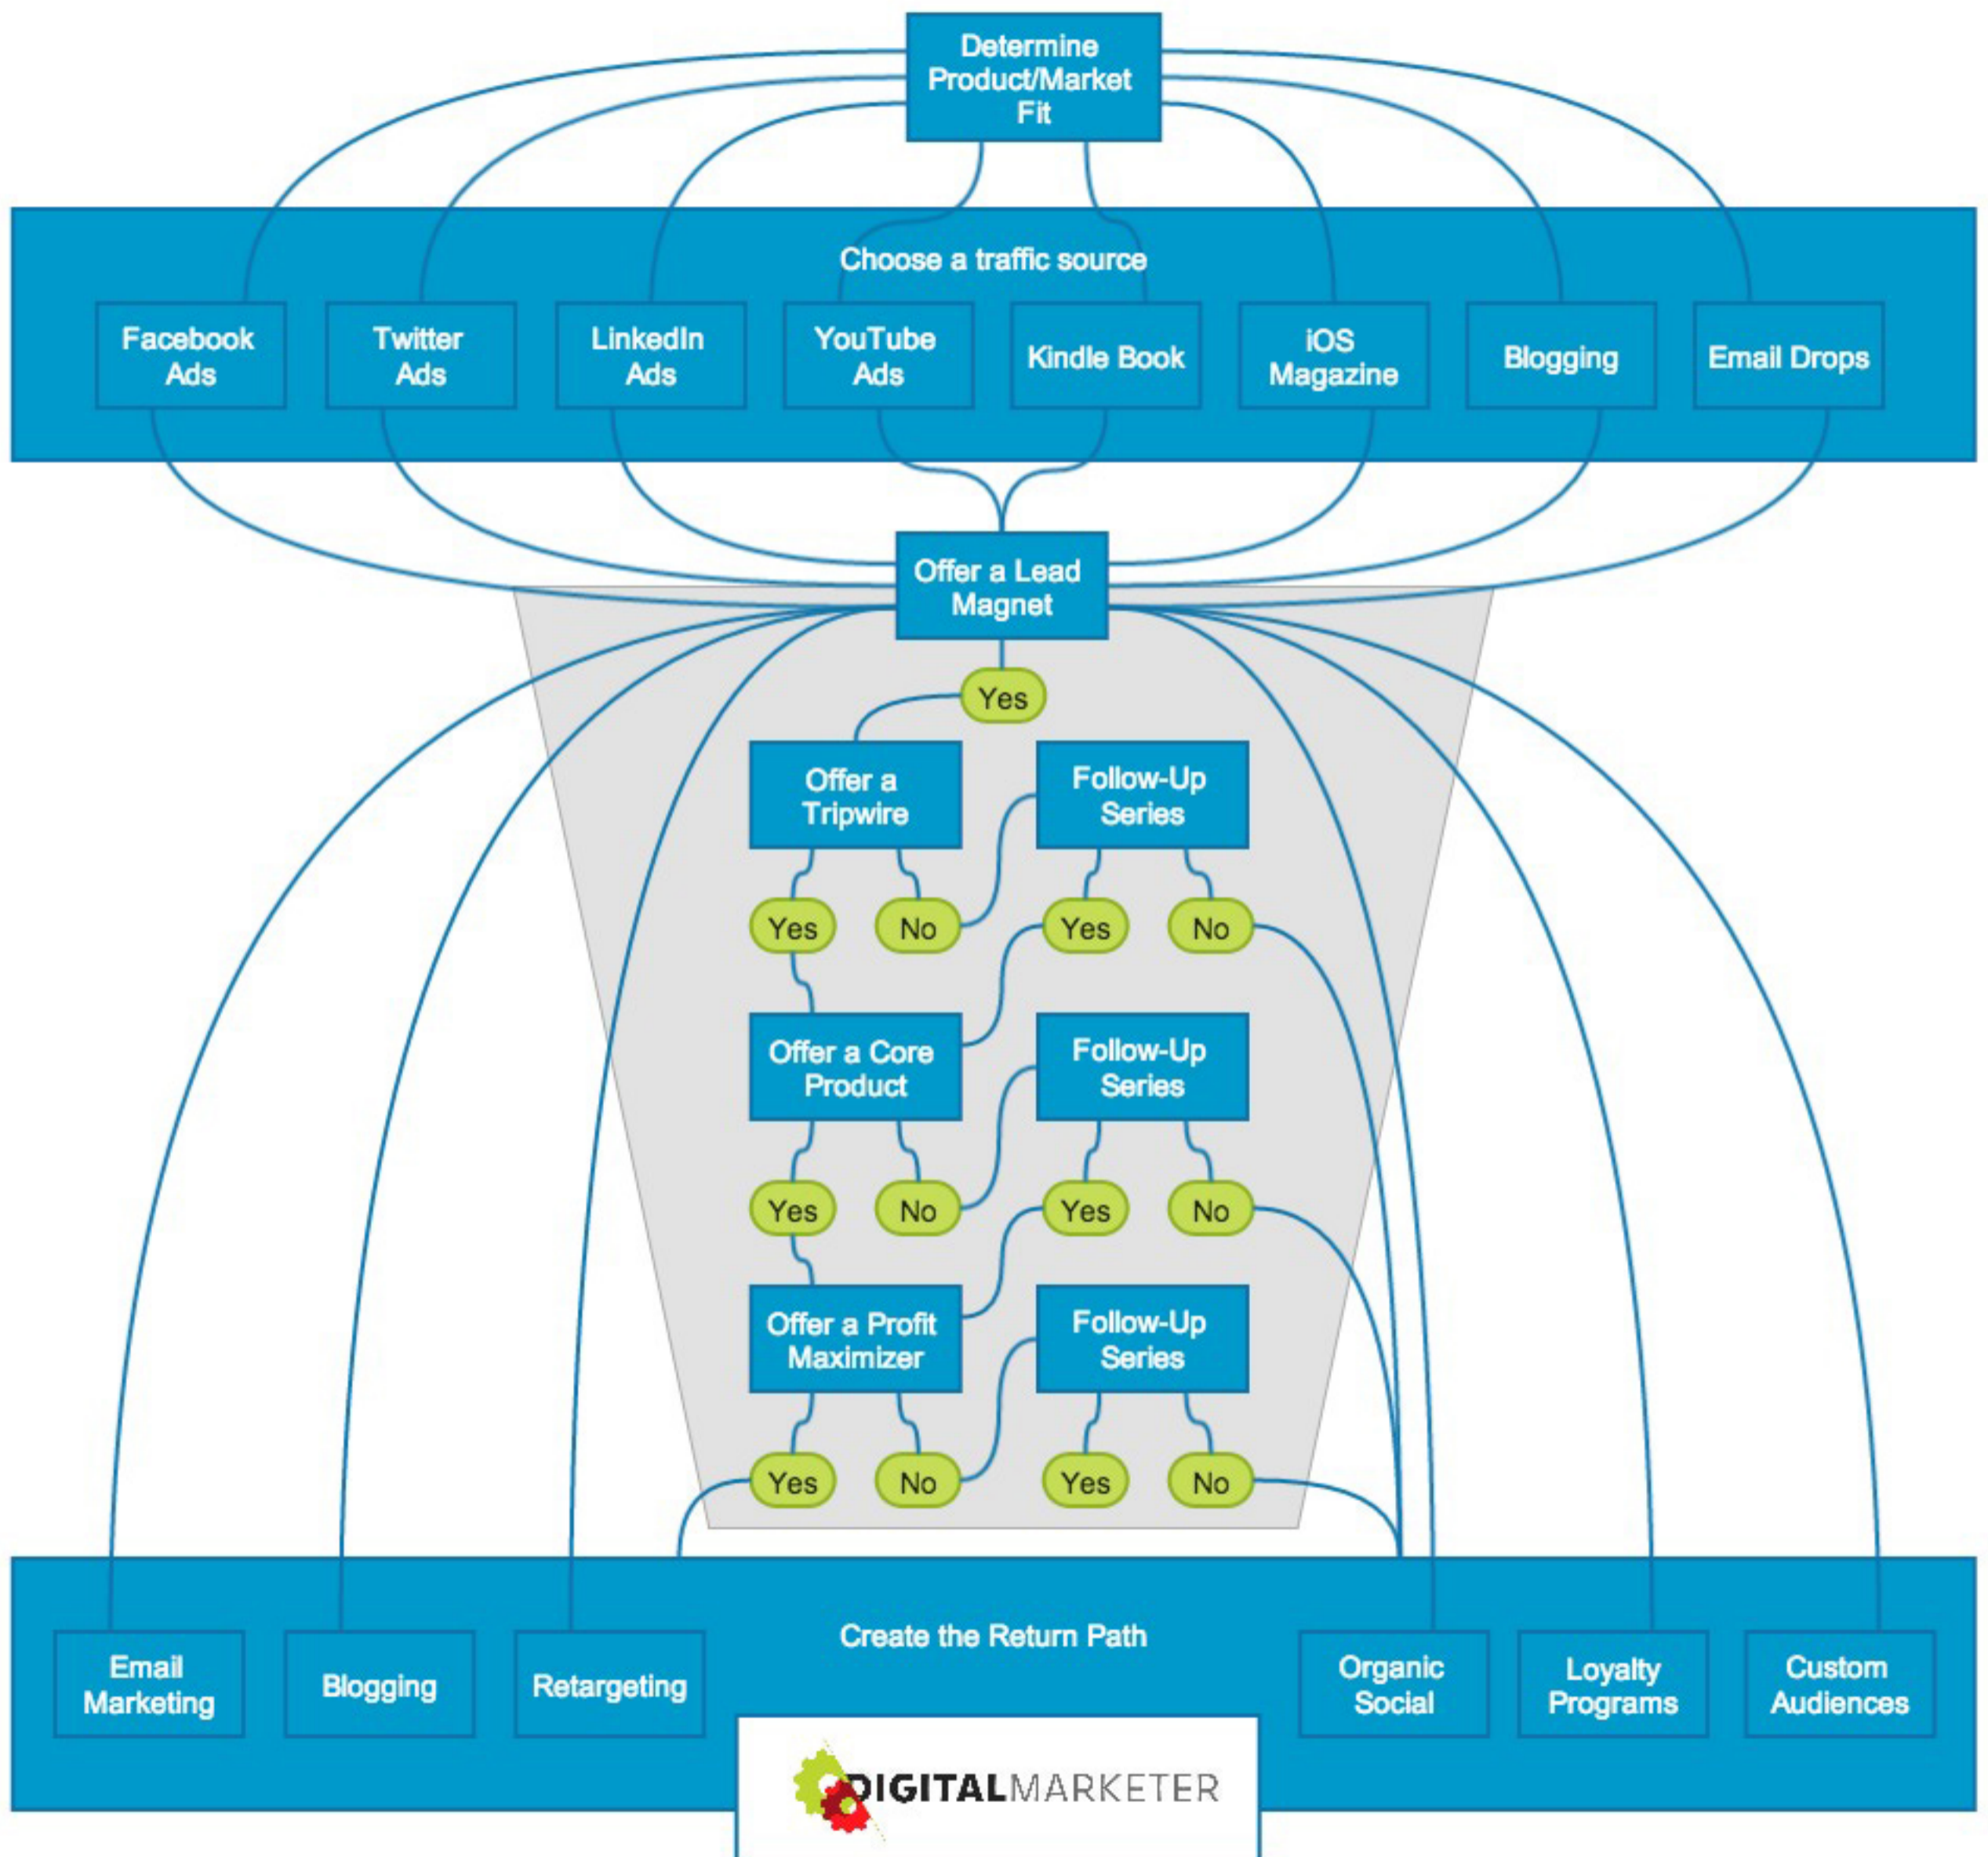 Determine
Product/Market
Fit
Choose a traffic source
Facebook
Ads
Twitter
Ads
LinkedIn
Ads
YouTube
Ads
Kindle Book
iOS
Magazine
Blogging
Email Drops
Offer a Lead
Magnet
Yes
Offer a
Tripwire
Follow-Up
Series
Yes
No
Yes
No
Offer a Core
Product
Follow-Up
Series
Yes
No
Yes
No
Offer a Profit
Maximizer
Follow-Up
Series
Yes
No
Yes
No
Create the Return Path
Email
Marketing
Blogging
Retargeting
Organic
Social
Loyalty
Programs
Custom
Audiences
DIGITALMARKETER